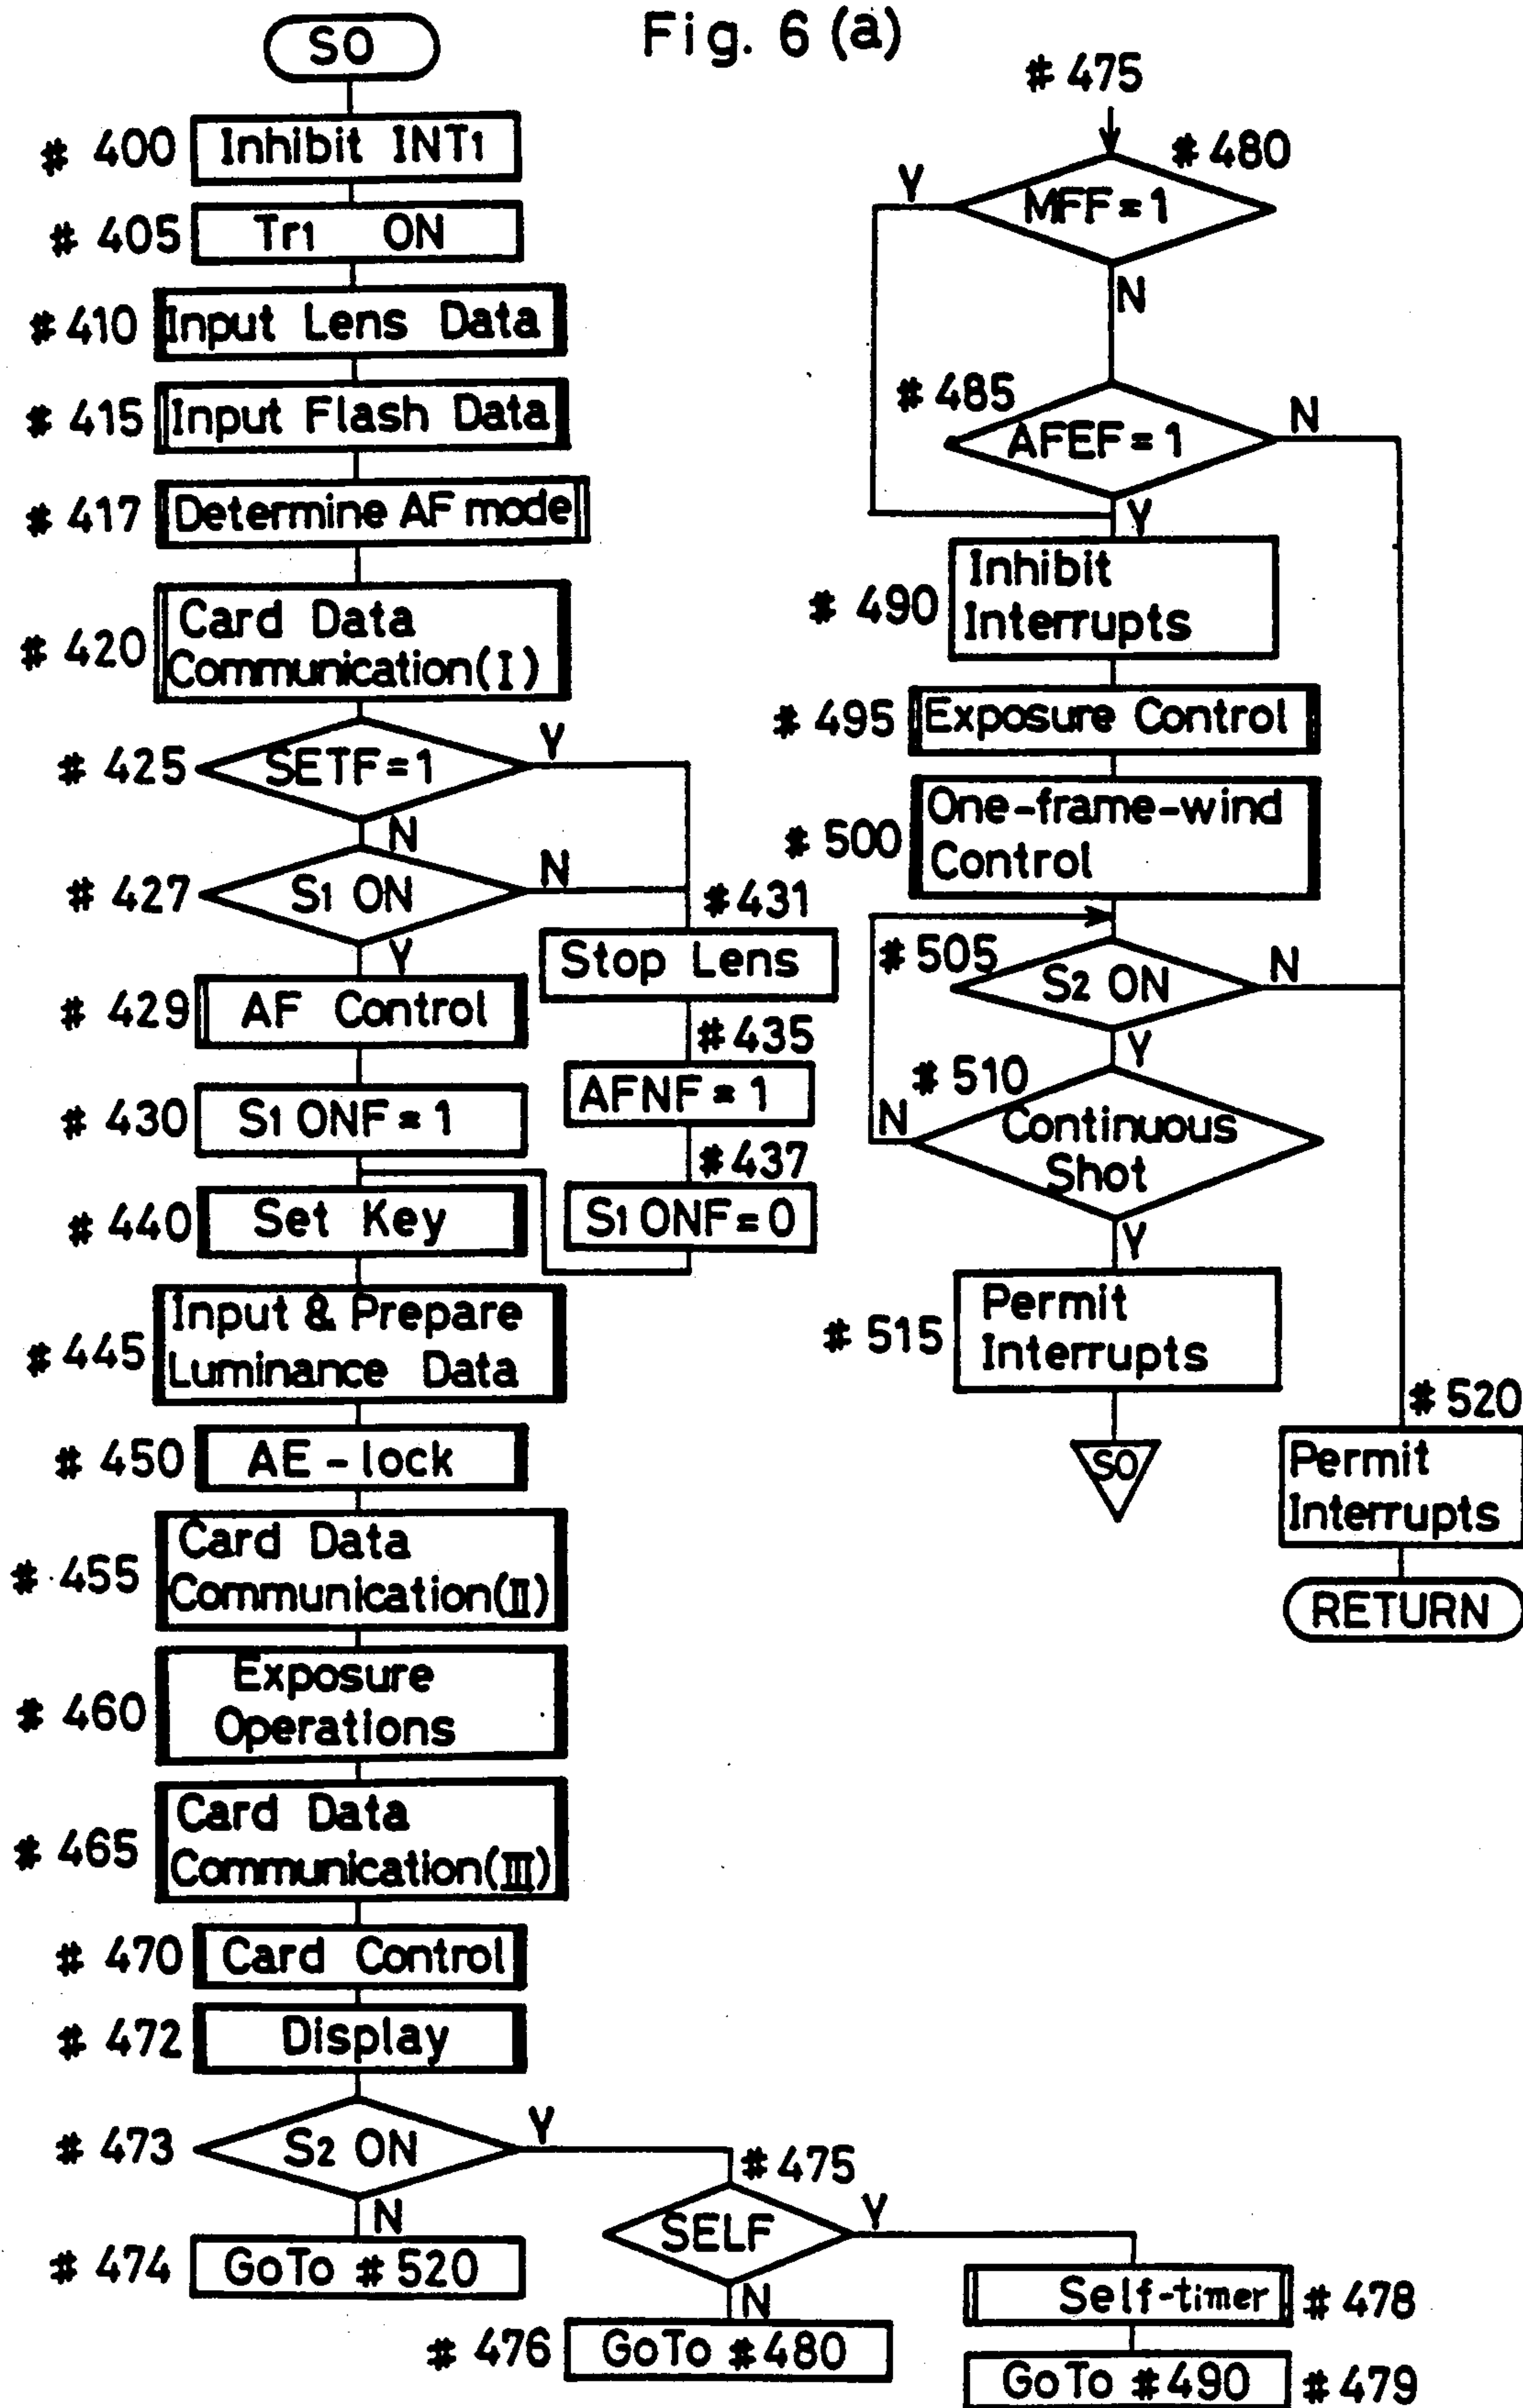 Fig. 6 (a)
SO
# 400 Inhibit INT1
# 405 Tr1 ON
# 410 Input Lens Data
# 415 Input Flash Data
# 417 Determine AF mode
# 420 Card Data
Communication(I)
# 425 SETF=1
Y
N
# 427 S1 ON
N
Y
# 429 AF Control
# 430 S1 ONF = 1
# 431
Stop Lens
# 435
AFNF = 1
# 437
S1 ONF = 0
# 440 Set Key
# 445 Input & Prepare
Luminance Data
# 450 AE-lock
# 455 Card Data
Communication(II)
# 460 Exposure
Operations
# 465 Card Data
Communication(III)
# 470 Card Control
# 472 Display
# 473 S2 ON
Y
N
# 474 GoTo # 520
# 475
SELF
Y
N
# 476 GoTo # 480
Self-timer # 478
GoTo # 490 # 479
# 475
# 480
MFF = 1
Y
N
# 485
AFEF = 1
N
Y
# 490 Inhibit
Interrupts
# 495 Exposure Control
# 500 One-frame-wind
Control
# 505
S2 ON
N
Y
# 510
Continuous
Shot
N
Y
# 515 Permit
Interrupts
SO
# 520
Permit
Interrupts
RETURN